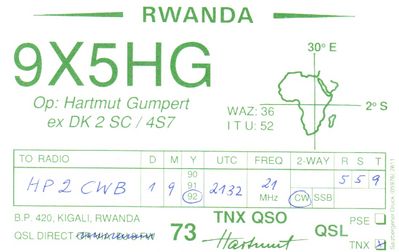 RWANDA
9X5HG
30° E
Op: Hartmut Gumpert
ex DK 2 SC / 4S7
WAZ: 36
I T U: 52
2° S
TO RADIO D M Y UTC FREQ 2-WAY R S T
HP2CWB 1 9 90 91 92 2132 21 MHz CW SSB 5 5 9
B.P. 420, KIGALI, RWANDA
QSL DIRECT
73 TNX QSO QSL
PSE
TNX
Hartmut